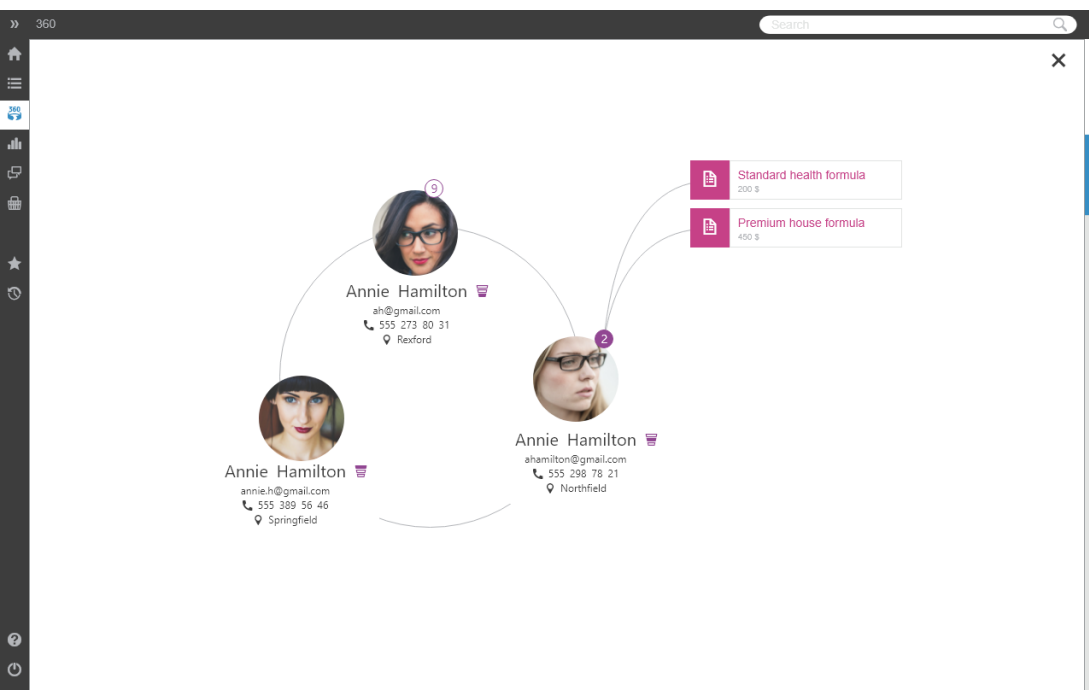 360
Search
360
Standard health formula
200 $
Premium house formula
450 $
9
Annie Hamilton
ah@gmail.com
555 273 80 31
Rexford
2
Annie Hamilton
ahamilton@gmail.com
555 298 78 21
Northfield
Annie Hamilton
annie.h@gmail.com
555 389 56 46
Springfield